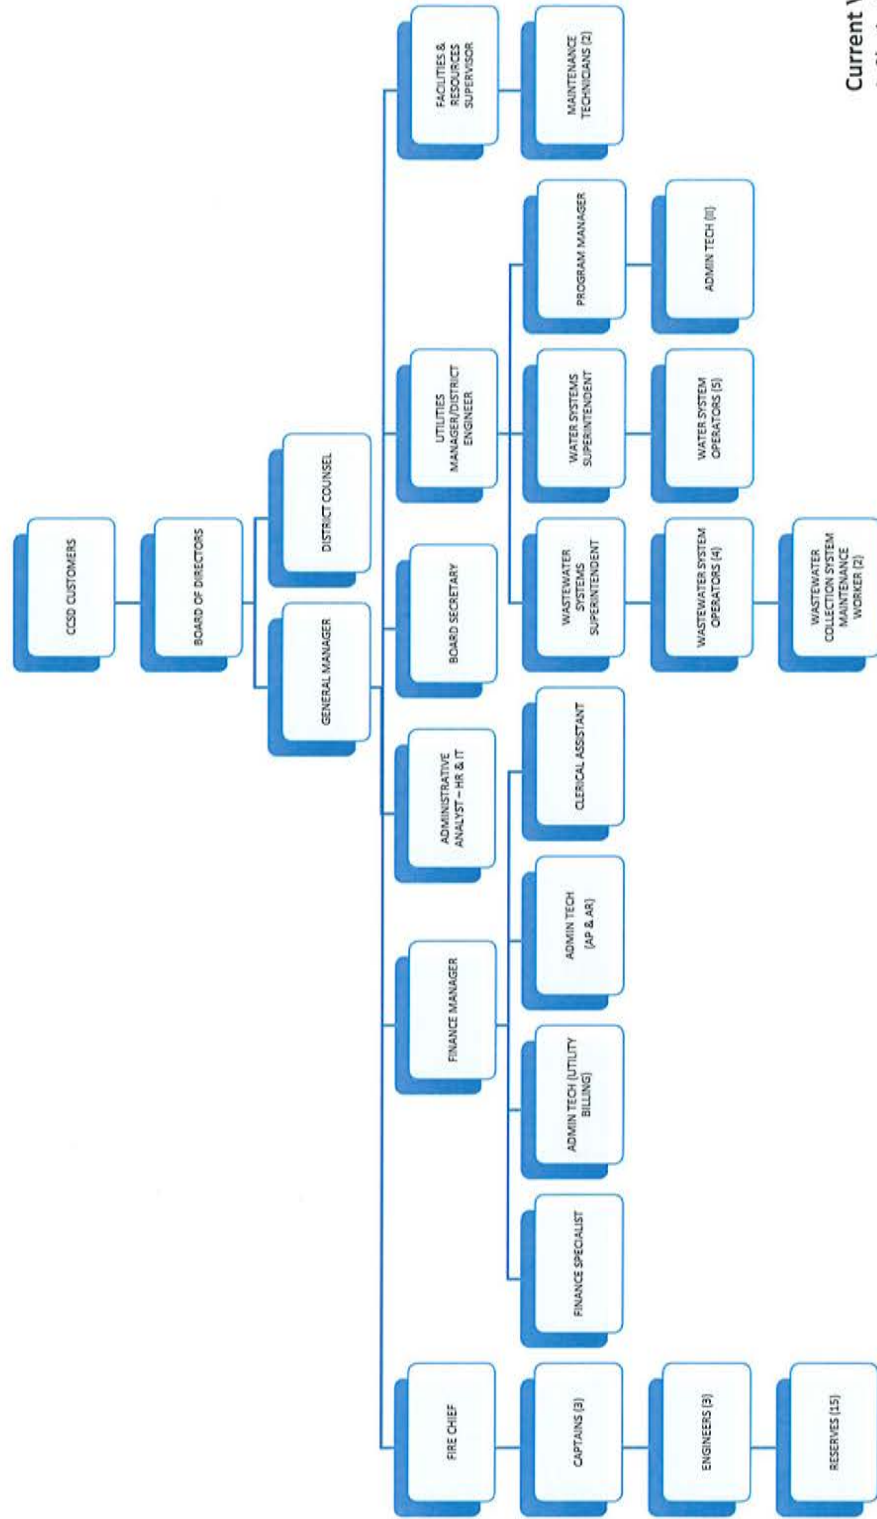 CCSD CUSTOMERS
BOARD OF DIRECTORS
GENERAL MANAGER
DISTRICT COUNSEL
FIRE CHIEF
FINANCE MANAGER
ADMINISTRATIVE
ANALYST – HR & IT
BOARD SECRETARY
UTILITIES
MANAGER/DISTRICT
ENGINEER
FACILITIES &
RESOURCES
SUPERVISOR
CAPTAINS (3)
FINANCE SPECIALIST
ADMIN TECH (UTILITY
BILLING)
ADMIN TECH
(AP & AR)
CLERICAL ASSISTANT
WASTEWATER
SYSTEMS
SUPERINTENDENT
WATER SYSTEMS
SUPERINTENDENT
PROGRAM MANAGER
MAINTENANCE
TECHNICIANS (2)
ENGINEERS (3)
WASTEWATER SYSTEM
OPERATORS (4)
WATER SYSTEM
OPERATORS (5)
ADMIN TECH (II)
RESERVES (15)
WASTEWATER
COLLECTION SYSTEM
MAINTENANCE
WORKER (2)
Current